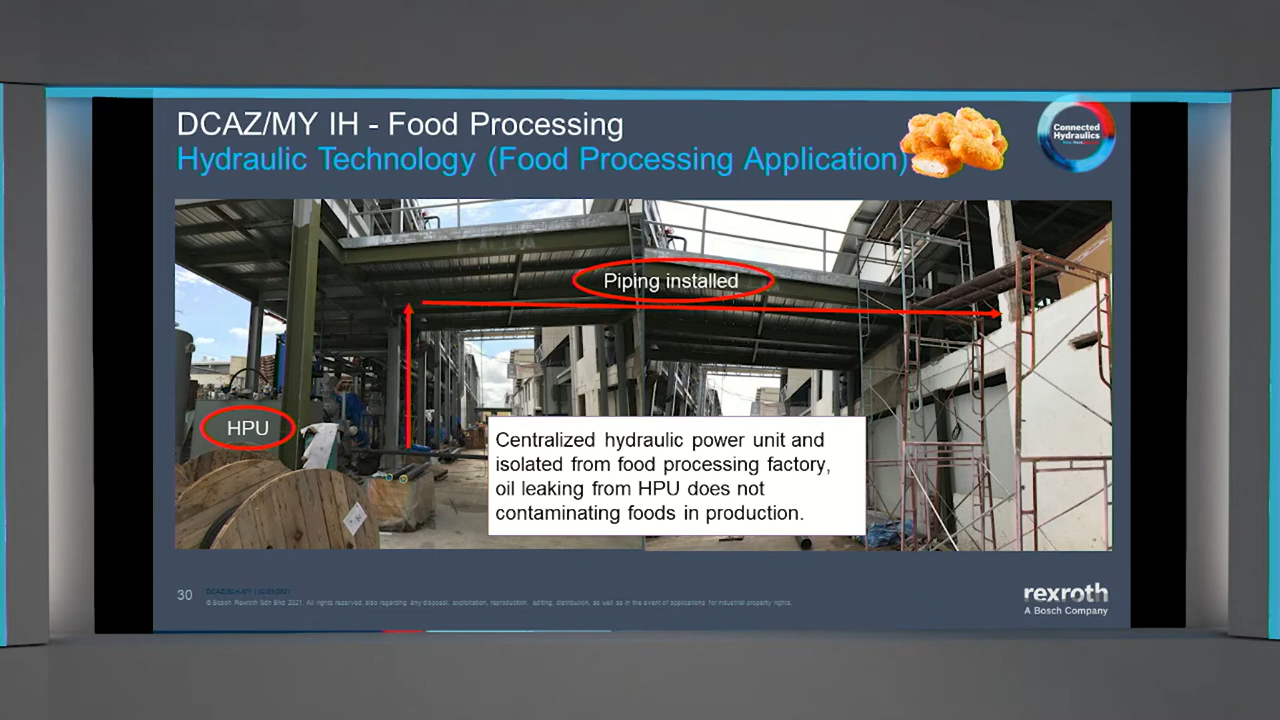 DCAZ/MY IH - Food Processing
Hydraulic Technology (Food Processing Application)
Connected
Hydraulics
Piping installed
HPU
Centralized hydraulic power unit and
isolated from food processing factory,
oil leaking from HPU does not
contaminating foods in production.
30
© Bosch Rexroth Sdn Bhd 2021. All rights reserved, also regarding any disposal, exploitation, reproduction, editing, distribution, as well as in the event of applications for industrial property rights.
rexroth
A Bosch Company